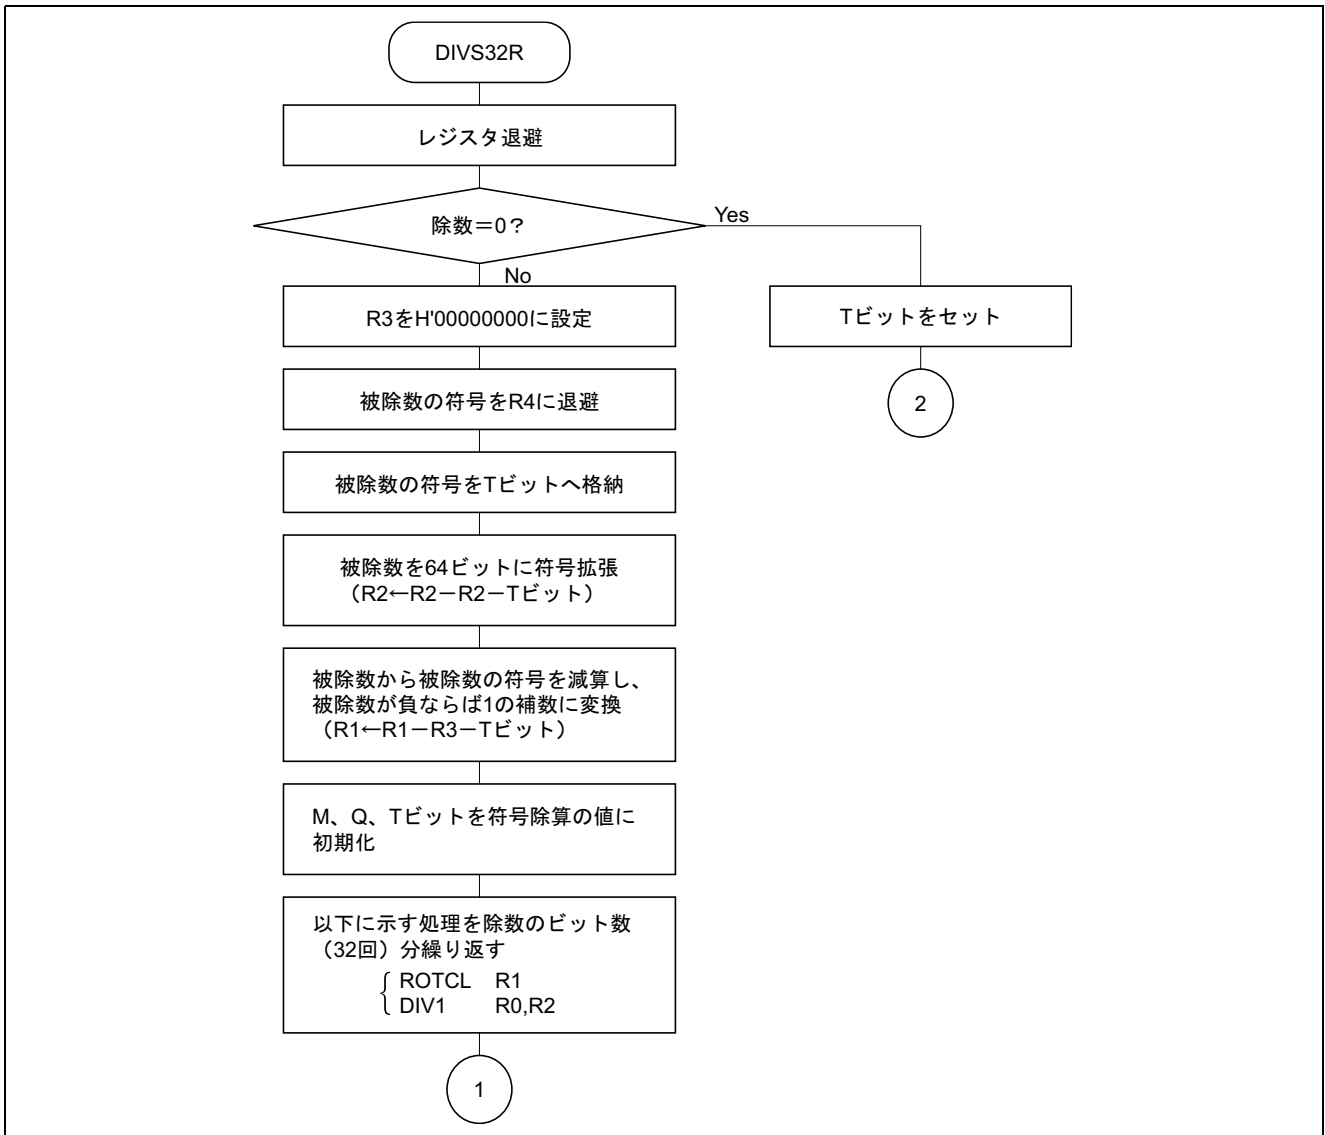 DIVS32R
レジスタ退避
除数＝0？
Yes
No
R3をH'00000000に設定
Tビットをセット
被除数の符号をR4に退避
2
被除数の符号をTビットへ格納
被除数を64ビットに符号拡張
（R2←R2－R2－Tビット）
被除数から被除数の符号を減算し、
被除数が負ならば1の補数に変換
（R1←R1－R3－Tビット）
M、Q、Tビットを符号除算の値に
初期化
以下に示す処理を除数のビット数
（32回）分繰り返す
ROTCL R1
DIV1 R0,R2
1